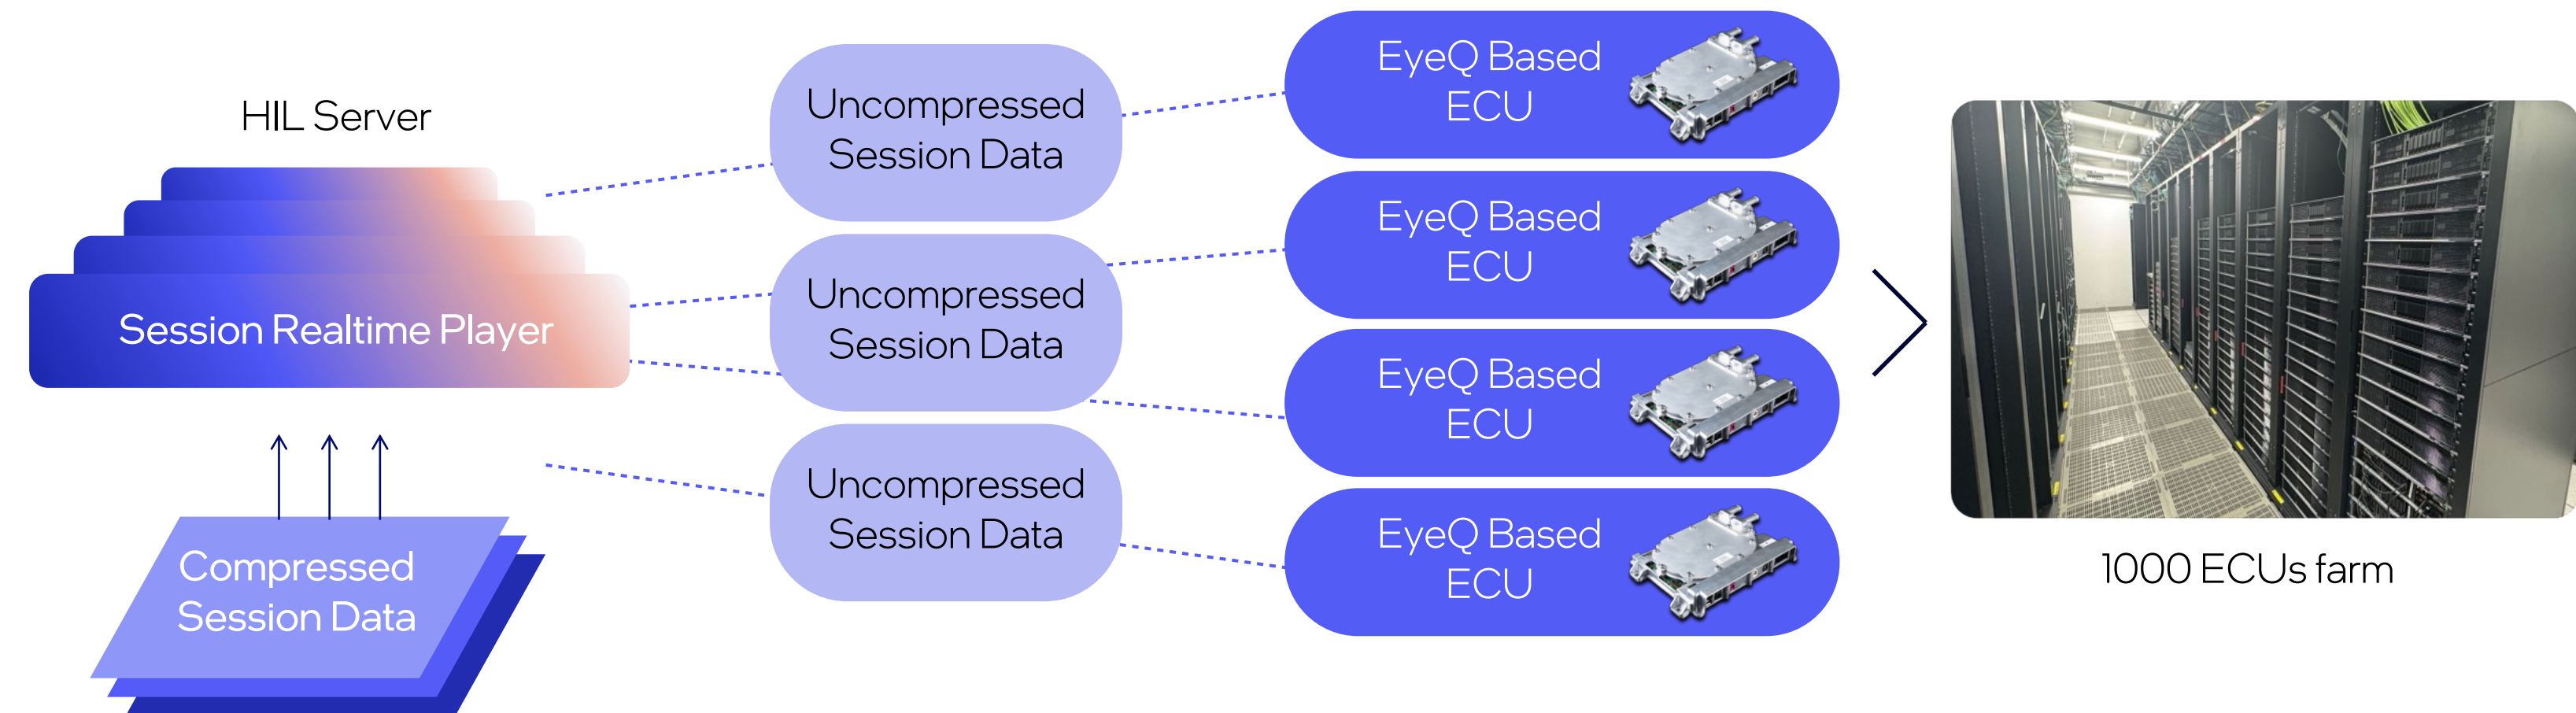 HIL Server
Session Realtime Player
Compressed
Session Data
Uncompressed
Session Data
Uncompressed
Session Data
Uncompressed
Session Data
EyeQ Based
ECU
EyeQ Based
ECU
EyeQ Based
ECU
EyeQ Based
ECU
1000 ECUs farm